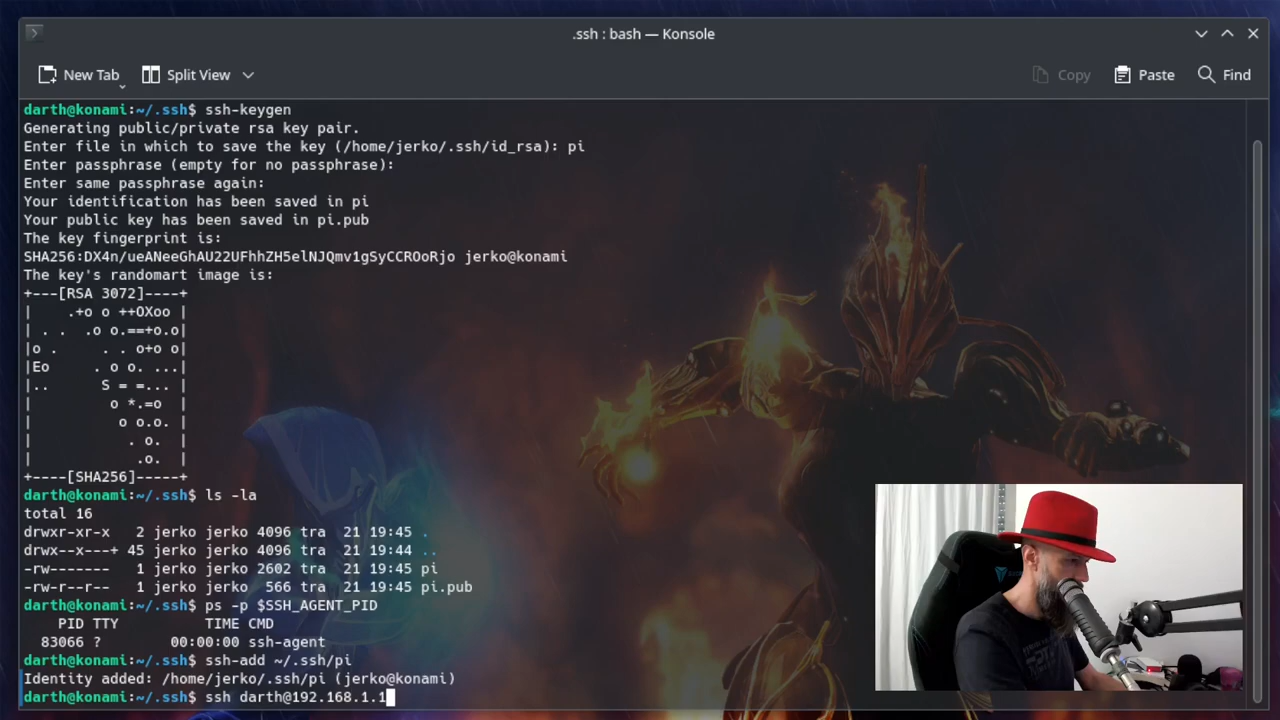 .ssh : bash — Konsole
New Tab Split View Copy Paste Find
darth@konami:~/.ssh$ ssh-keygen
Generating public/private rsa key pair.
Enter file in which to save the key (/home/jerko/.ssh/id_rsa): pi
Enter passphrase (empty for no passphrase):
Enter same passphrase again:
Your identification has been saved in pi
Your public key has been saved in pi.pub
The key fingerprint is:
SHA256:DX4n/ueANeeGhAU22UFhhZH5elNJQmv1gSyCCROoRjo jerko@konami
The key's randomart image is:
+---[RSA 3072]----+
|    .+o o ++OXoo |
| . .  .o o.==+o.o|
|o .     . . o+o o|
|Eo     . o o. ...|
|..      S = =... |
|         o *.=o  |
|          o o.o. |
|           . o.  |
|            .o.  |
+----[SHA256]-----+
darth@konami:~/.ssh$ ls -la
total 16
drwxr-xr-x   2 jerko jerko 4096 tra  21 19:45 .
drwx--x---+ 45 jerko jerko 4096 tra  21 19:44 ..
-rw-------   1 jerko jerko 2602 tra  21 19:45 pi
-rw-r--r--   1 jerko jerko  566 tra  21 19:45 pi.pub
darth@konami:~/.ssh$ ps -p $SSH_AGENT_PID
    PID TTY          TIME CMD
  83066 ?        00:00:00 ssh-agent
darth@konami:~/.ssh$ ssh-add ~/.ssh/pi
Identity added: /home/jerko/.ssh/pi (jerko@konami)
darth@konami:~/.ssh$ ssh darth@192.168.1.1